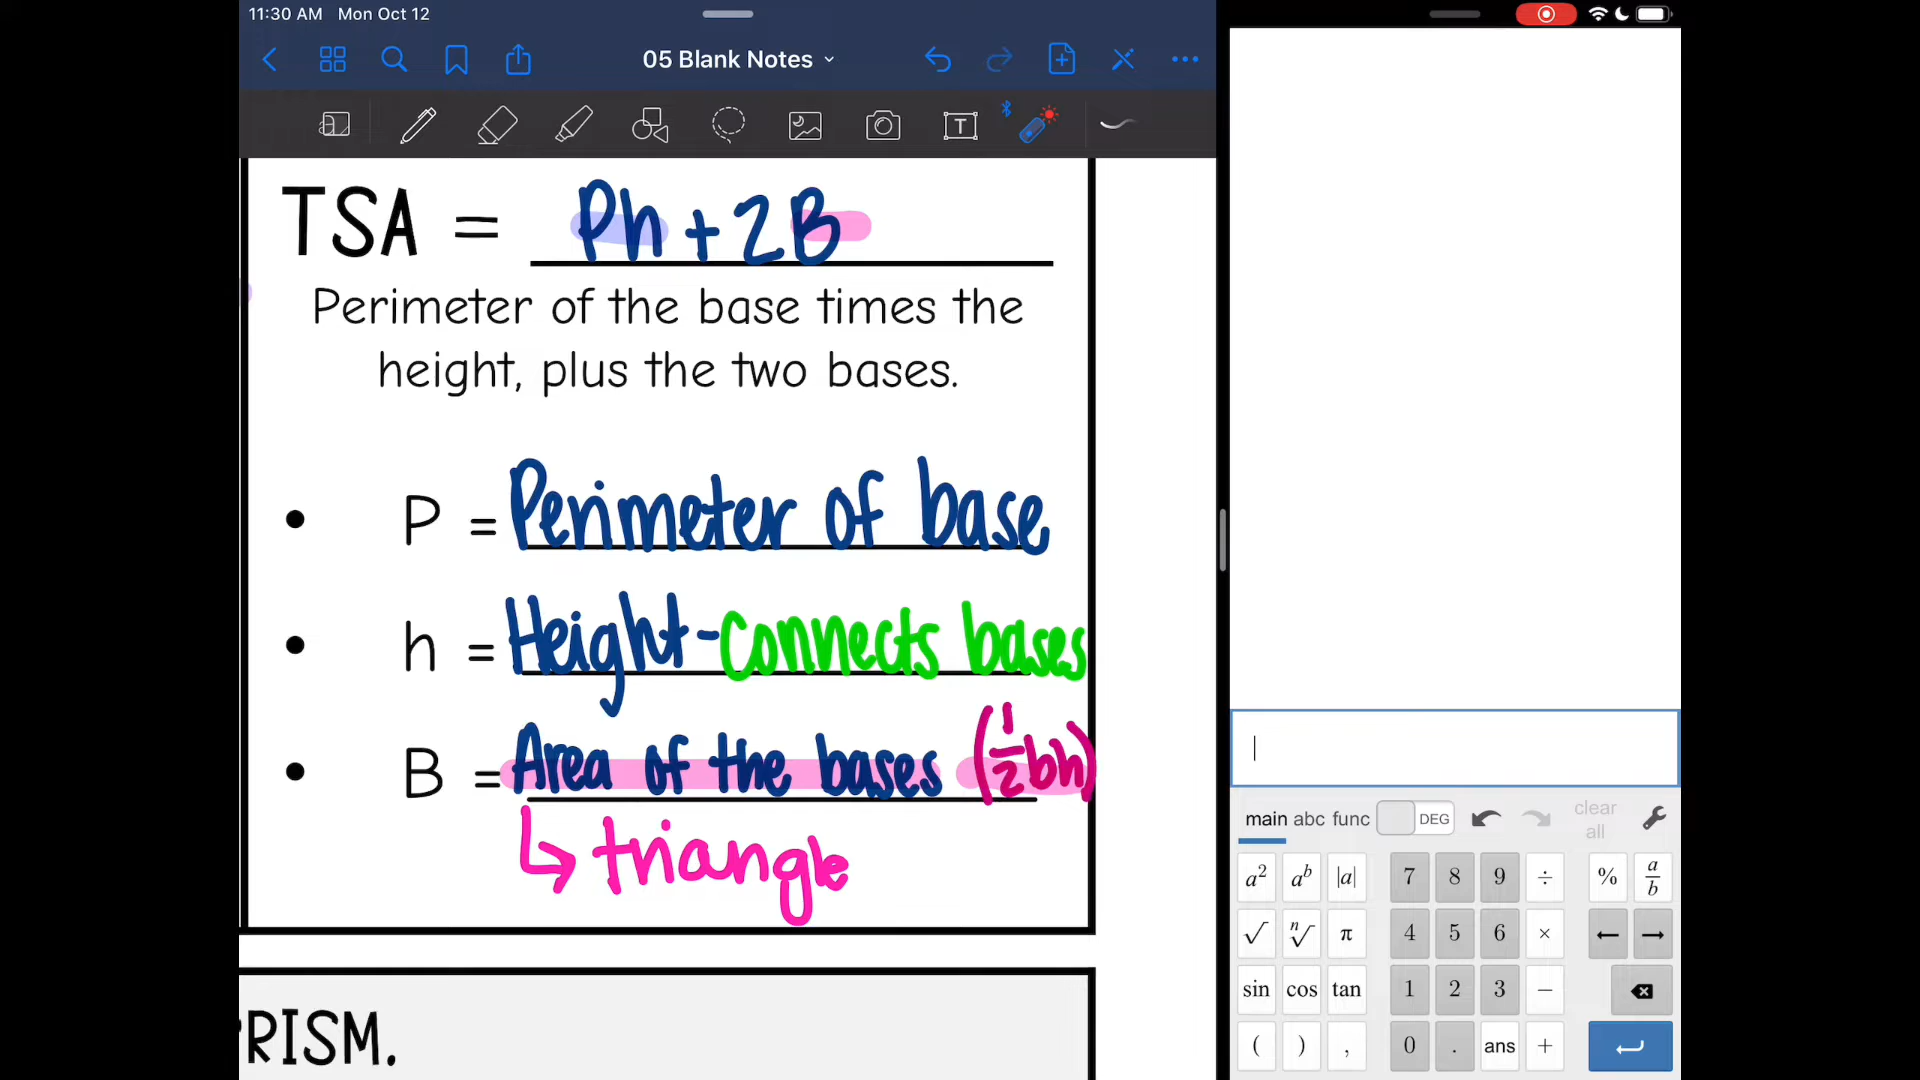 11:30 AM Mon Oct 12
05 Blank Notes
TSA = Ph + 2B
Perimeter of the base times the
height, plus the two bases.
• P = Perimeter of base
• h = Height - Connects bases
• B = Area of the bases (1/2 bh)
↳ triangle
RISM.
main abc func DEG clear all
a² aᵇ |a| 7 8 9 ÷ % a/b
√ ⁿ√ π 4 5 6 × ← →
sin cos tan 1 2 3 −
( ) , 0 . ans +